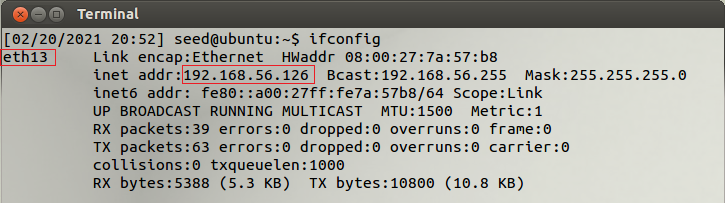 Terminal
[02/20/2021 20:52] seed@ubuntu:~$ ifconfig
eth13 Link encap:Ethernet HWaddr 08:00:27:7a:57:b8
inet addr:192.168.56.126 Bcast:192.168.56.255 Mask:255.255.255.0
inet6 addr: fe80::a00:27ff:fe7a:57b8/64 Scope:Link
UP BROADCAST RUNNING MULTICAST MTU:1500 Metric:1
RX packets:39 errors:0 dropped:0 overruns:0 frame:0
TX packets:63 errors:0 dropped:0 overruns:0 carrier:0
collisions:0 txqueuelen:1000
RX bytes:5388 (5.3 KB) TX bytes:10800 (10.8 KB)